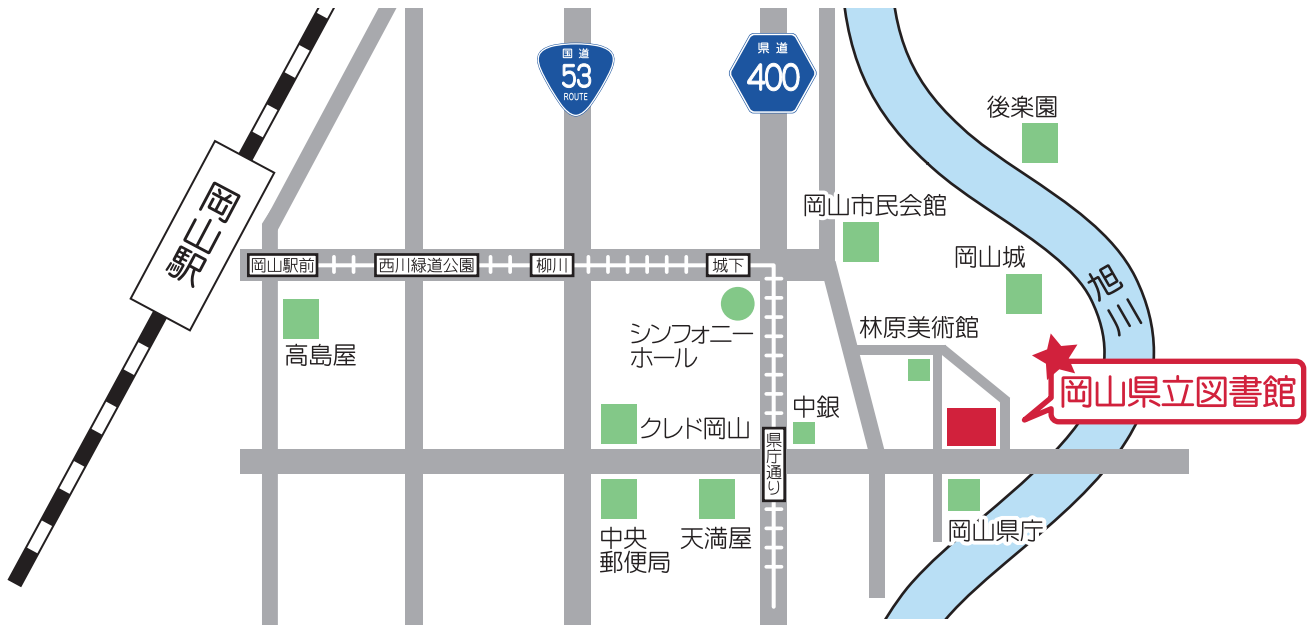 国道
53
ROUTE
県道
400
後楽園
岡山駅
岡山市民会館
岡山城
旭川
岡山駅前
西川緑道公園
柳川
城下
高島屋
シンフォニー
ホール
林原美術館
岡山県立図書館
中銀
クレド岡山
県庁通り
中央
郵便局
天満屋
岡山県庁